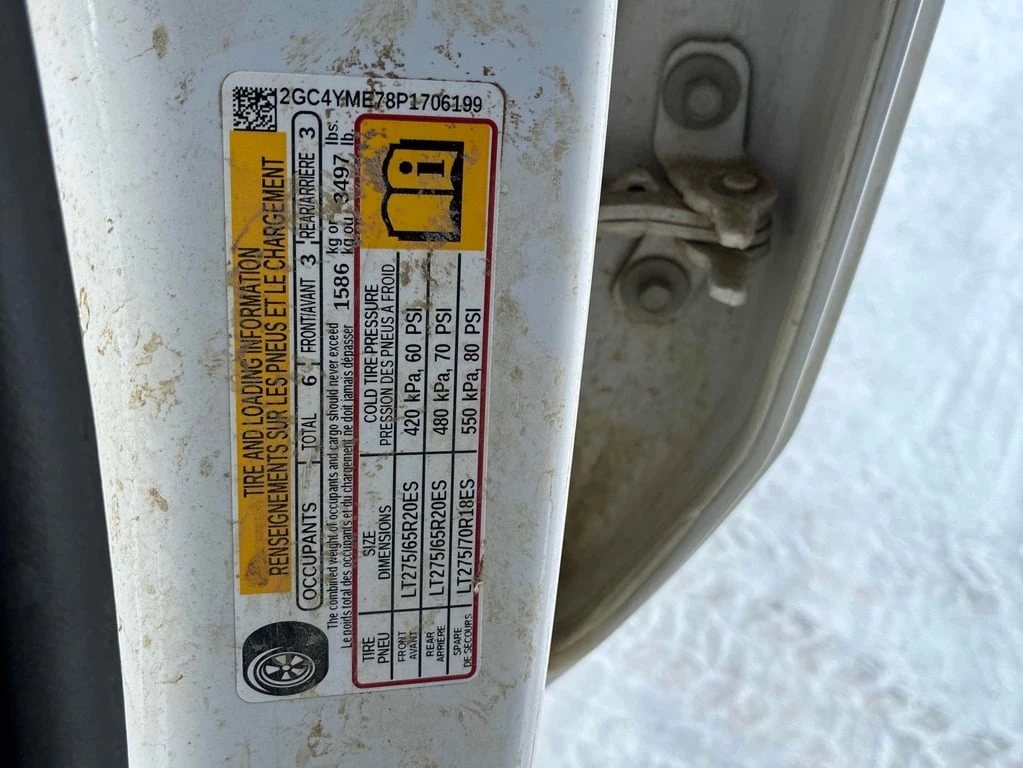 2GC4YME78P1706199
TIRE AND LOADING INFORMATION
RENSEIGNEMENTS SUR LES PNEUS ET LE CHARGEMENT
OCCUPANTS TOTAL 6 FRONT/AVANT 3 REAR/ARRIÈRE 3
The combined weight of occupants and cargo should never exceed 1586 kg or 3497 lbs.
Le poids total des occupants et du chargement ne doit jamais dépasser kg ou lb.
TIRE SIZE COLD TIRE PRESSURE
PNEU DIMENSIONS PRESSION DES PNEUS À FROID
FRONT
AVANT LT275/65R20ES 420 kPa, 60 PSI
REAR
ARRIÈRE LT275/65R20ES 480 kPa, 70 PSI
SPARE
DE SECOURS LT275/70R18ES 550 kPa, 80 PSI